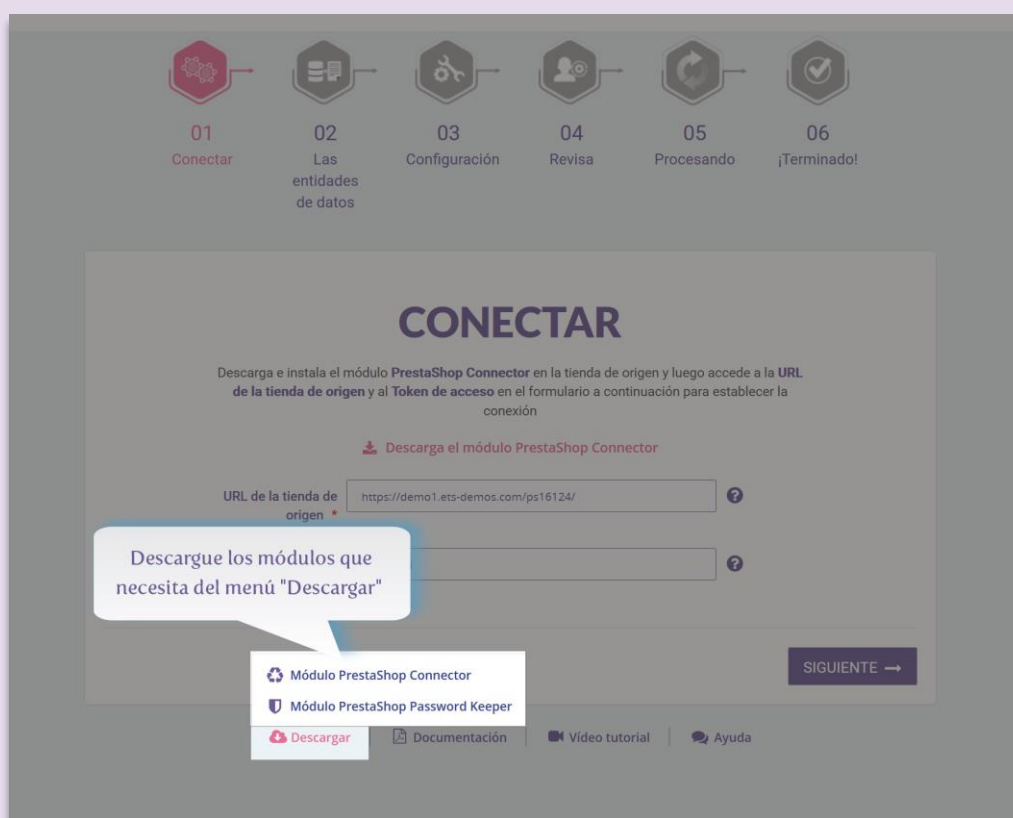 01
Conectar
02
Las
entidades
de datos
03
Configuración
04
Revisa
05
Procesando
06
¡Terminado!
CONECTAR
Descarga e instala el módulo PrestaShop Connector en la tienda de origen y luego accede a la URL
de la tienda de origen y al Token de acceso en el formulario a continuación para establecer la
conexión
Descarga el módulo PrestaShop Connector
URL de la tienda de
origen *
https://demo1.ets-demos.com/ps16124/
Descargue los módulos que
necesita del menú "Descargar"
SIGUIENTE
Módulo PrestaShop Connector
Módulo PrestaShop Password Keeper
Descargar
Documentación
Vídeo tutorial
Ayuda